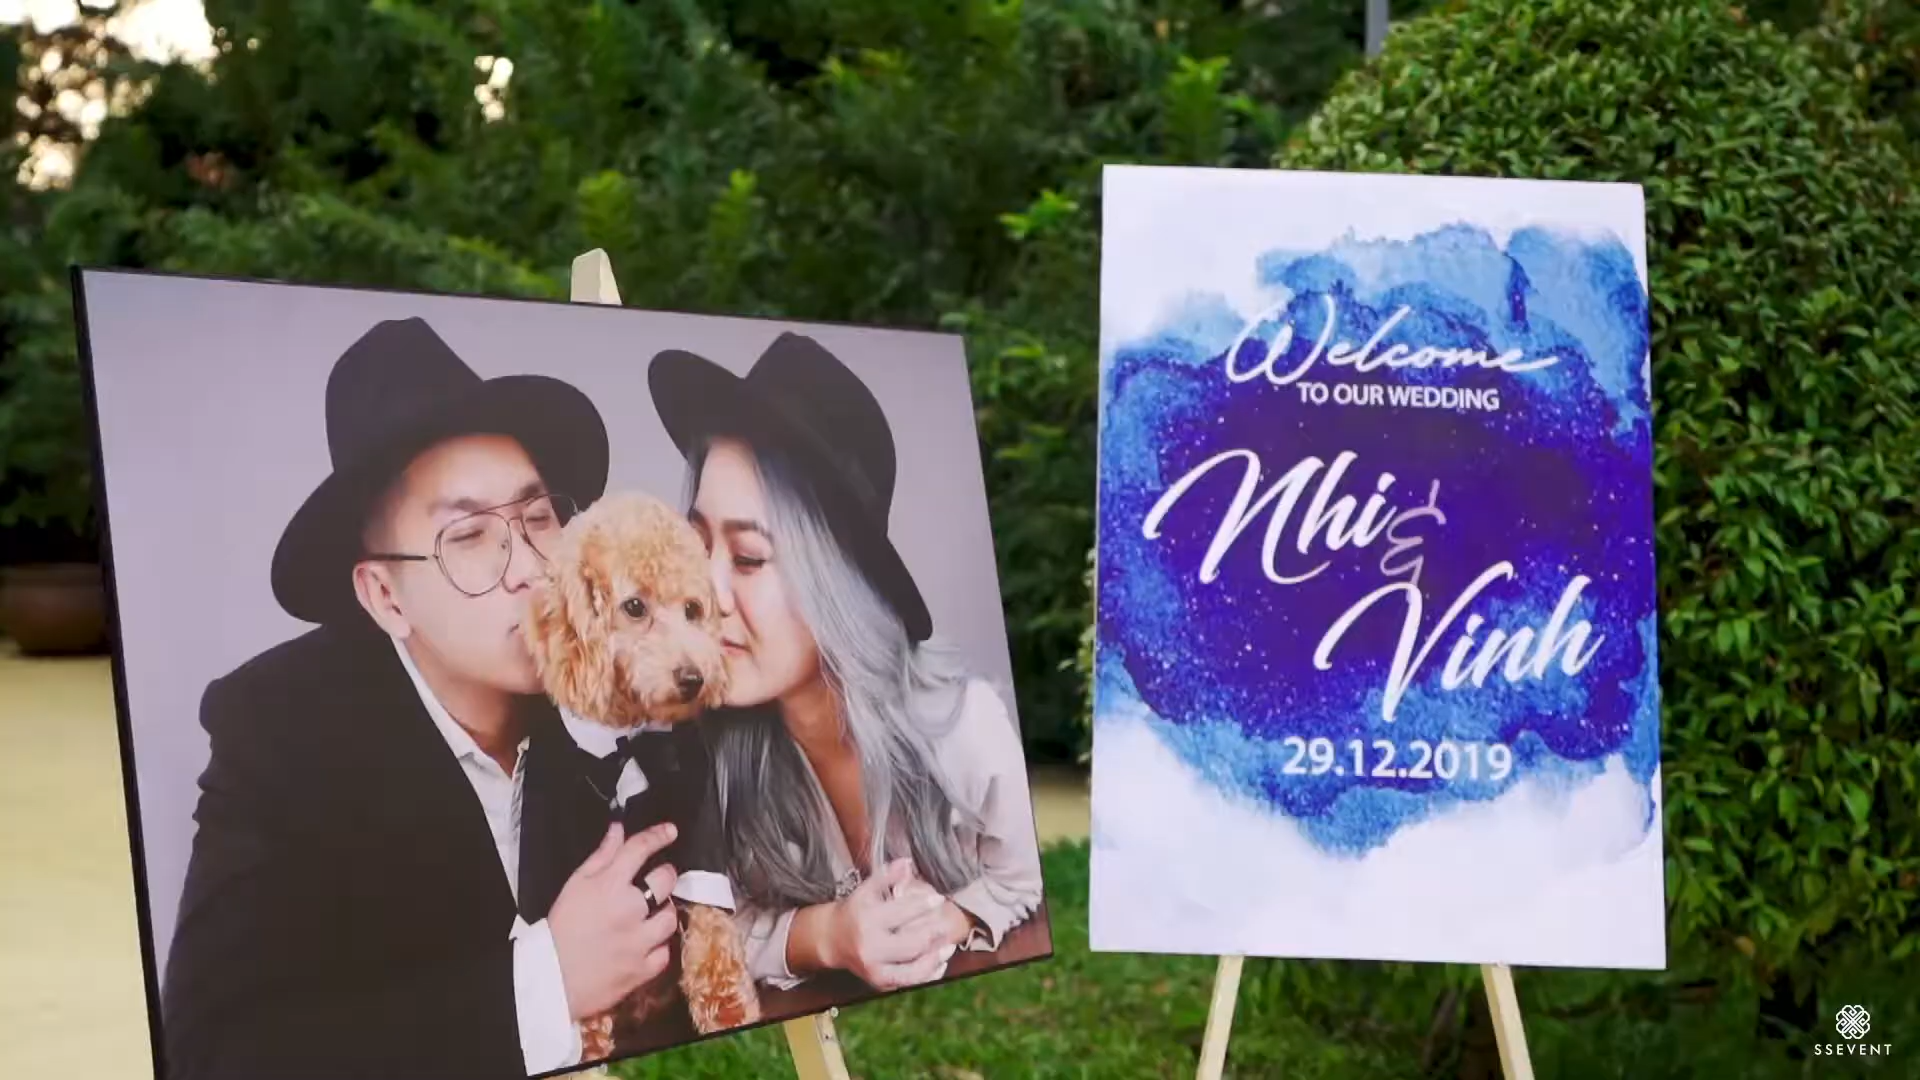 Welcome
TO OUR WEDDING
Nhi &
Vinh
29.12.2019
SSEVENT